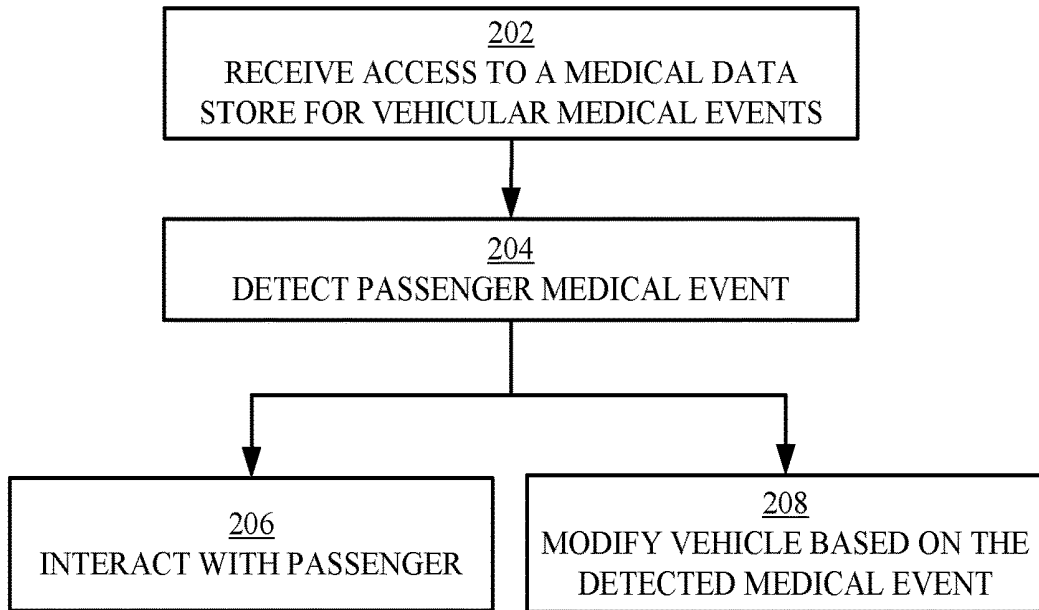 202
RECEIVE ACCESS TO A MEDICAL DATA
STORE FOR VEHICULAR MEDICAL EVENTS
204
DETECT PASSENGER MEDICAL EVENT
206
INTERACT WITH PASSENGER
208
MODIFY VEHICLE BASED ON THE
DETECTED MEDICAL EVENT